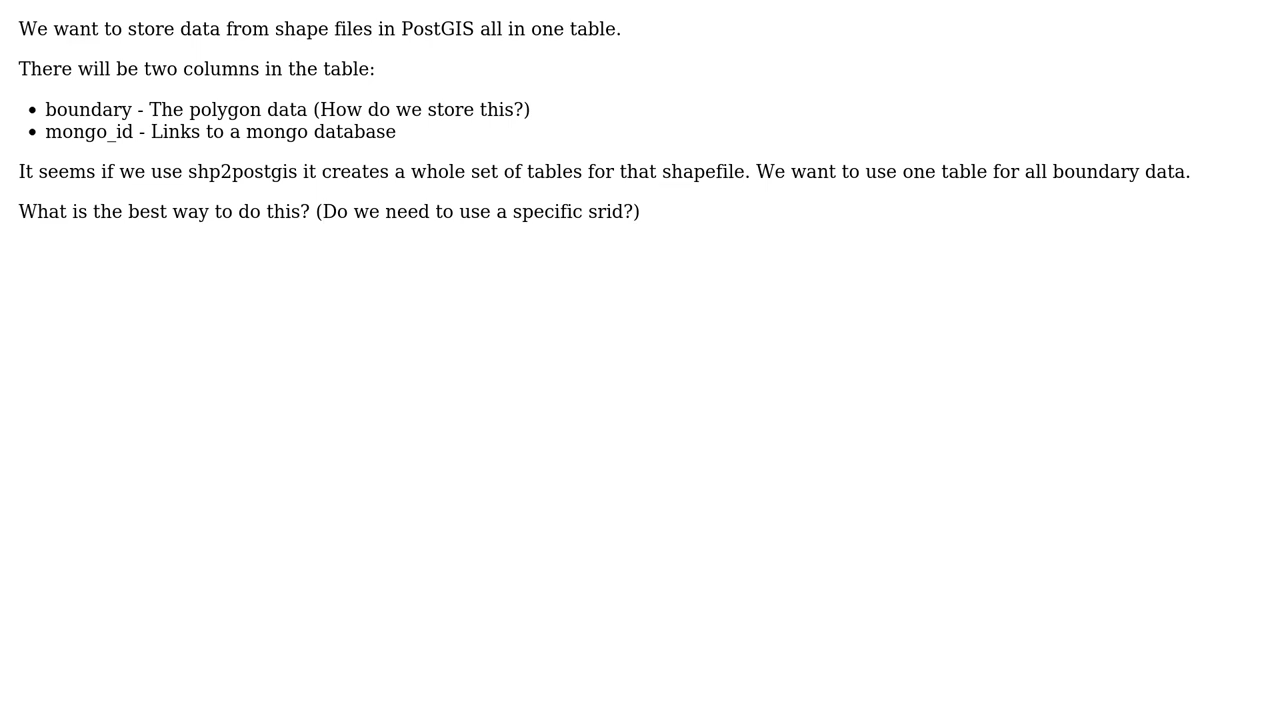 We want to store data from shape files in PostGIS all in one table.
There will be two columns in the table:
• boundary - The polygon data (How do we store this?)
• mongo_id - Links to a mongo database
It seems if we use shp2postgis it creates a whole set of tables for that shapefile. We want to use one table for all boundary data.
What is the best way to do this? (Do we need to use a specific srid?)